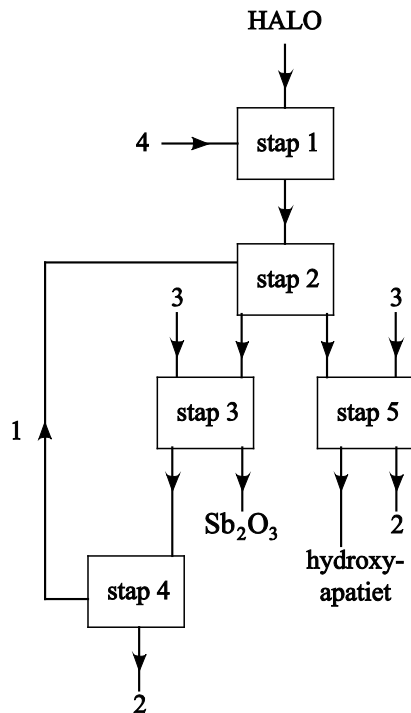 HALO
4
stap 1
stap 2
3
3
stap 3
stap 5
1
Sb₂O₃
2
hydroxy-
apatiet
stap 4
2